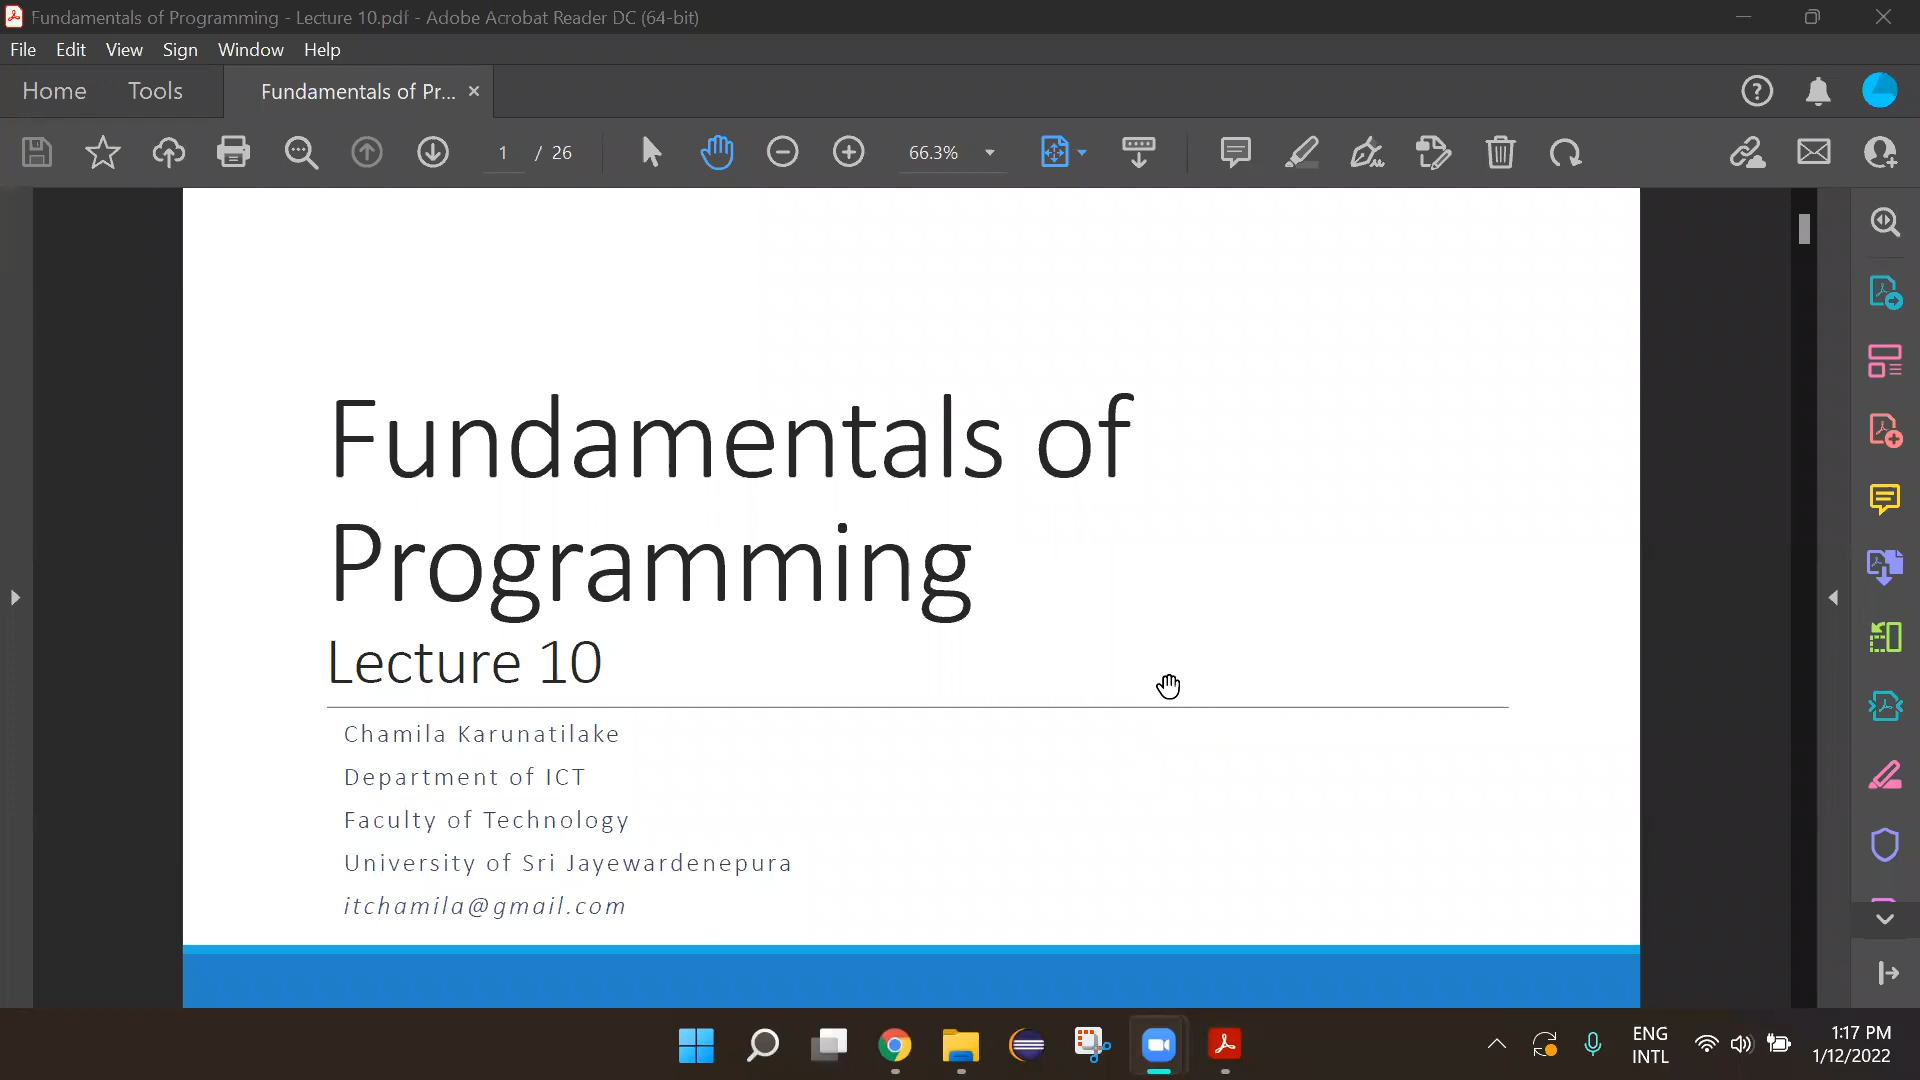 Fundamentals of Programming - Lecture 10.pdf - Adobe Acrobat Reader DC (64-bit)
File Edit View Sign Window Help
Home Tools Fundamentals of Pr... ×
1 / 26 66.3%
Fundamentals of
Programming
Lecture 10
Chamila Karunatilake
Department of ICT
Faculty of Technology
University of Sri Jayewardenepura
itchamila@gmail.com
ENG
INTL
1:17 PM
1/12/2022